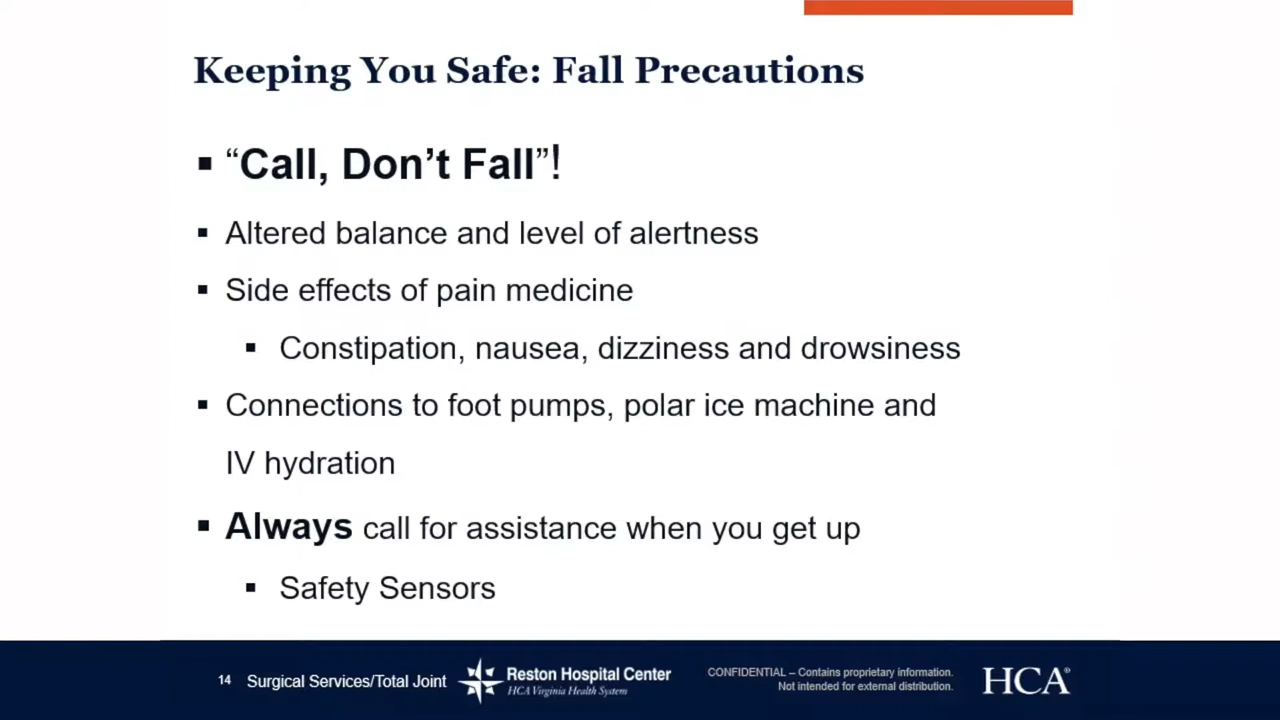 Keeping You Safe: Fall Precautions
▪ “Call, Don’t Fall”!
▪ Altered balance and level of alertness
▪ Side effects of pain medicine
▪ Constipation, nausea, dizziness and drowsiness
▪ Connections to foot pumps, polar ice machine and
IV hydration
▪ Always call for assistance when you get up
▪ Safety Sensors
14 Surgical Services/Total Joint
Reston Hospital Center
HCA Virginia Health System
CONFIDENTIAL – Contains proprietary information.
Not intended for external distribution.
HCA®